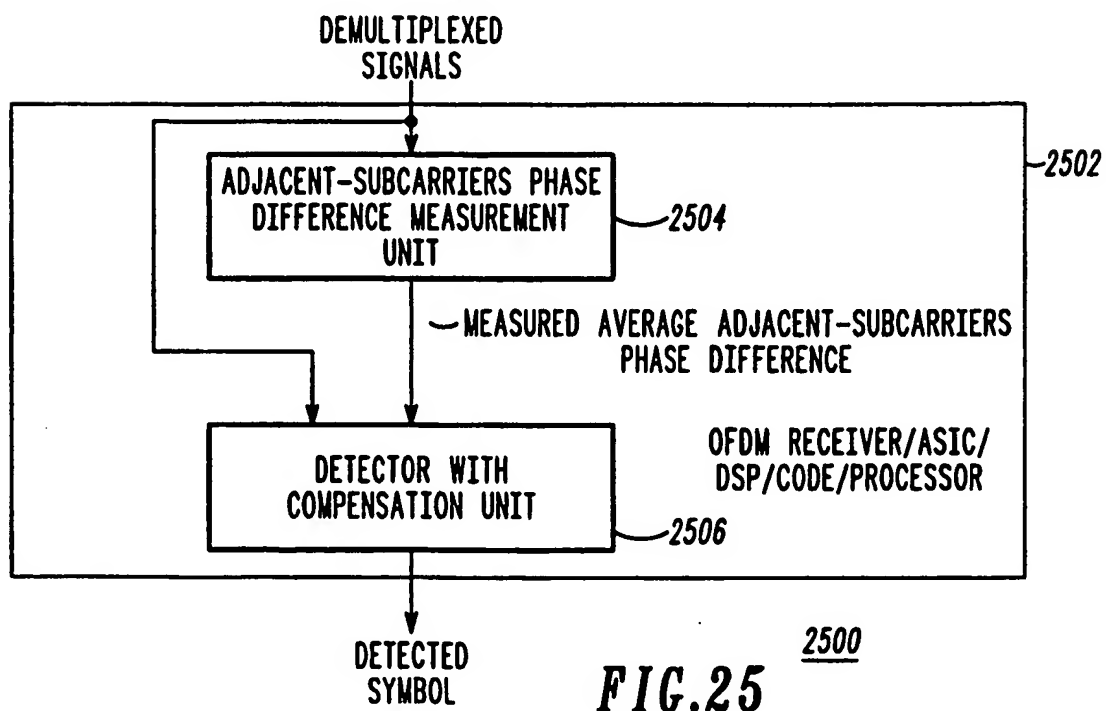 DEMULTIPLEXED
SIGNALS
2502
ADJACENT-SUBCARRIERS PHASE
DIFFERENCE MEASUREMENT
UNIT
2504
MEASURED AVERAGE ADJACENT-SUBCARRIERS
PHASE DIFFERENCE
OFDM RECEIVER/ASIC/
DSP/CODE/PROCESSOR
DETECTOR WITH
COMPENSATION UNIT
2506
DETECTED
SYMBOL
2500
FIG.25